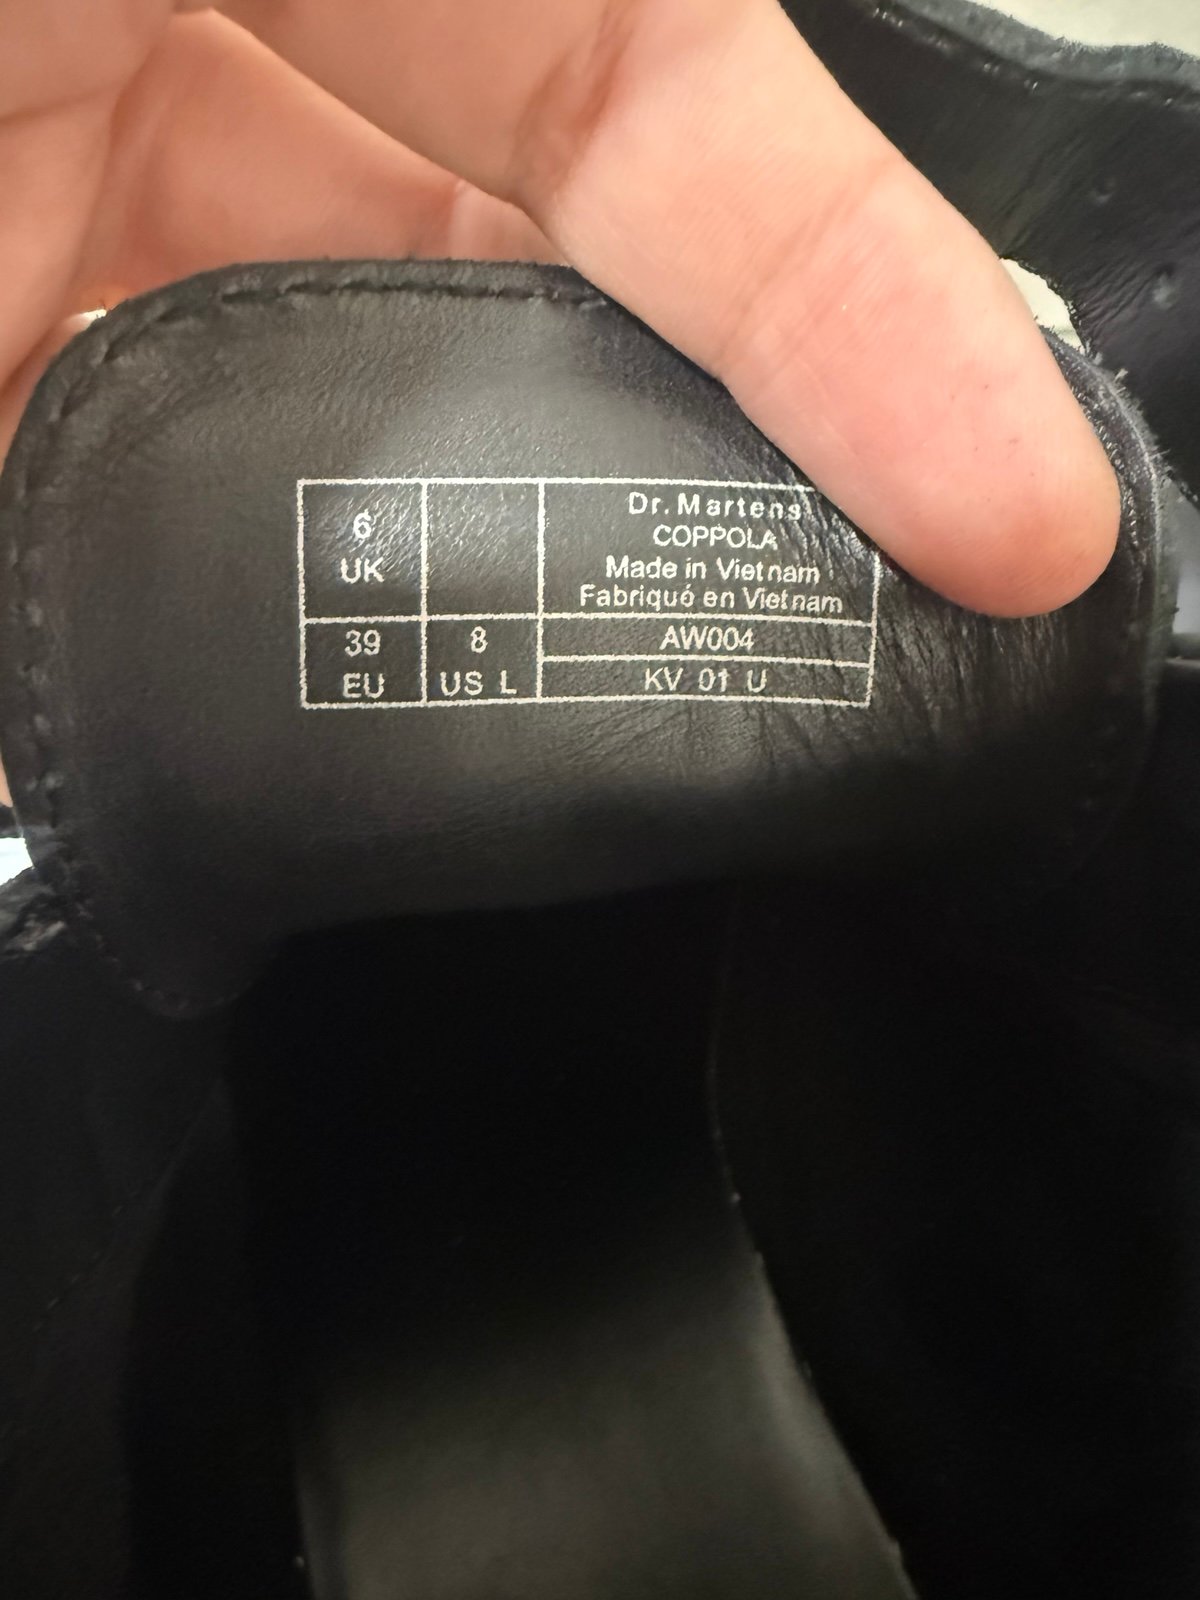 6
UK
39
EU
8
US L
Dr. Martens
COPPOLA
Made in Vietnam
Fabriqué en Vietnam
AW004
KV 01 U